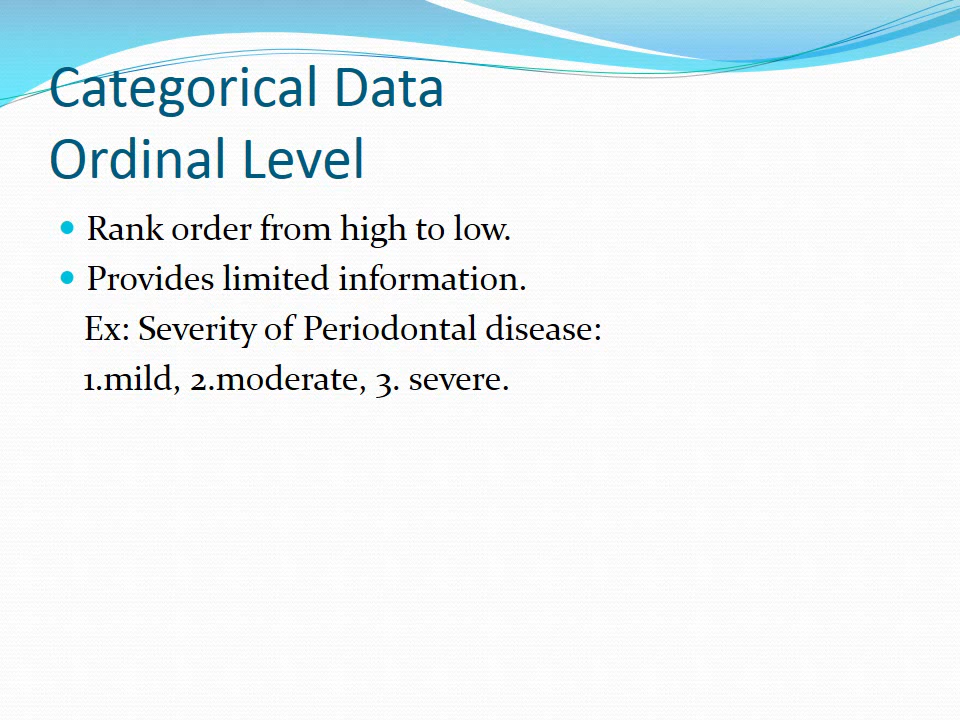 Categorical Data
Ordinal Level
Rank order from high to low.
Provides limited information.
Ex: Severity of Periodontal disease:
1.mild, 2.moderate, 3. severe.